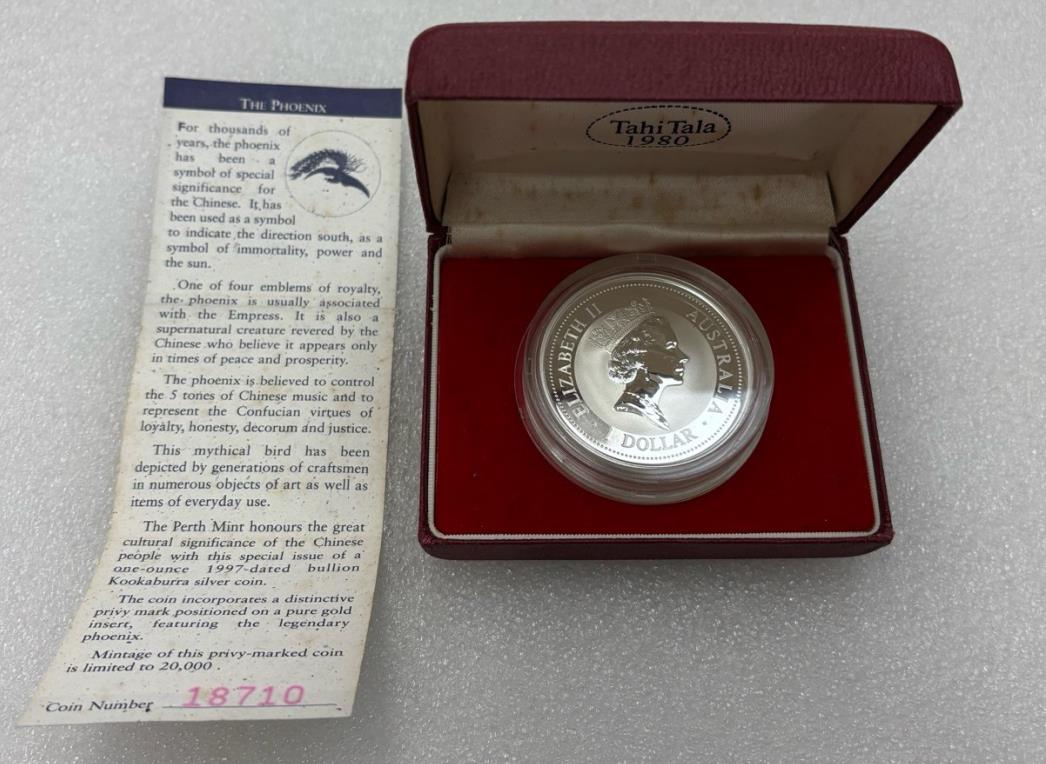 THE PHOENIX
For thousands of
years, the phoenix
has been a
symbol of special
significance for
the Chinese. It has
been used as a symbol
to indicate the direction south, as a
symbol of immortality, power and
the sun.
One of four emblems of royalty,
the phoenix is usually associated
with the Empress. It is also a
supernatural creature revered by the
Chinese who believe it appears only
in times of peace and prosperity.
The phoenix is believed to control
the 5 tones of Chinese music and to
represent the Confucian virtues of
loyalty, honesty, decorum and justice.
This mythical bird has been
depicted by generations of craftsmen
in numerous objects of art as well as
items of everyday use.
The Perth Mint honours the great
cultural significance of the Chinese
people with this special issue of a
one-ounce 1997-dated bullion
Kookaburra silver coin.
The coin incorporates a distinctive
privy mark positioned on a pure gold
insert, featuring the legendary
phoenix.
Mintage of this privy-marked coin
is limited to 20,000 .
Coin Number 18710
Tahi Tala
1980
ELIZABETH II AUSTRALIA
1 DOLLAR